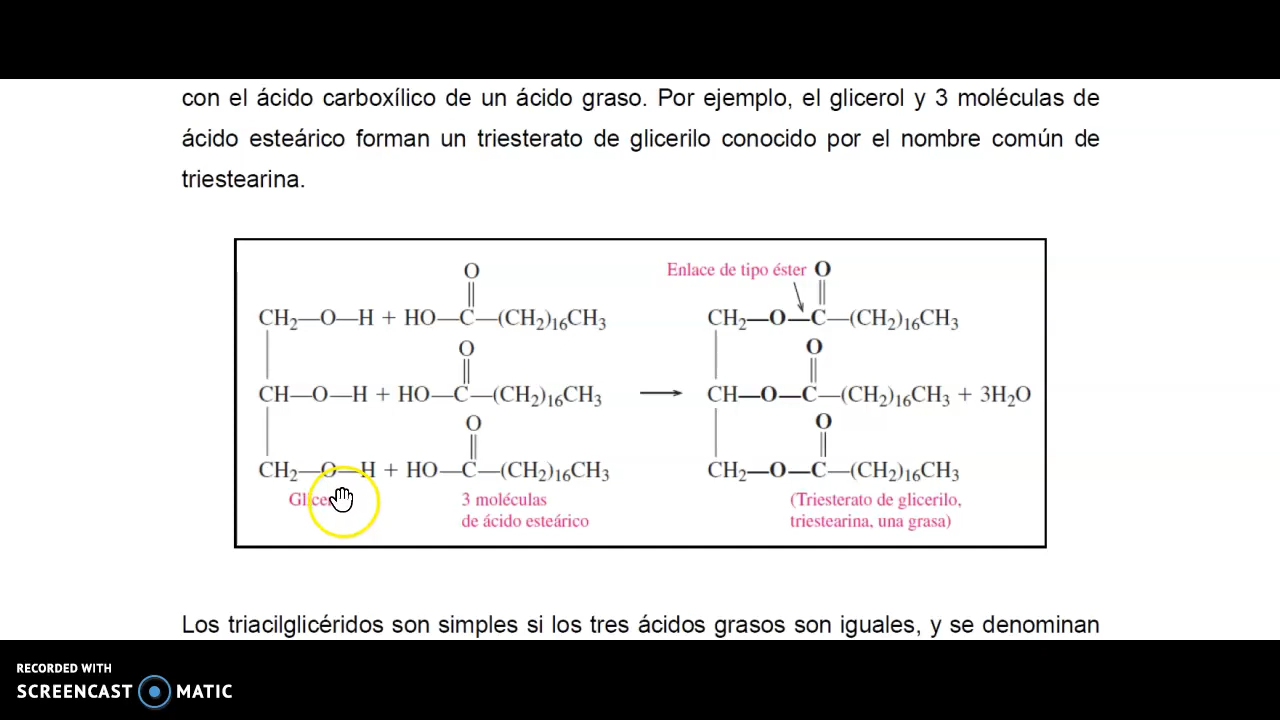 con el ácido carboxílico de un ácido graso. Por ejemplo, el glicerol y 3 moléculas de
ácido esteárico forman un triesterato de glicerilo conocido por el nombre común de
triestearina.
Enlace de tipo éster O
O
CH₂—O—H + HO—C—(CH₂)₁₆CH₃
CH₂—O—C—(CH₂)₁₆CH₃
O
O
CH—O—H + HO—C—(CH₂)₁₆CH₃ ⟶ CH—O—C—(CH₂)₁₆CH₃ + 3H₂O
O
O
CH₂—O—H + HO—C—(CH₂)₁₆CH₃
CH₂—O—C—(CH₂)₁₆CH₃
3 moléculas
de ácido esteárico
(Triesterato de glicerilo,
triestearina, una grasa)
Los triacilglicéridos son simples si los tres ácidos grasos son iguales, y se denominan
RECORDED WITH
SCREENCAST MATIC